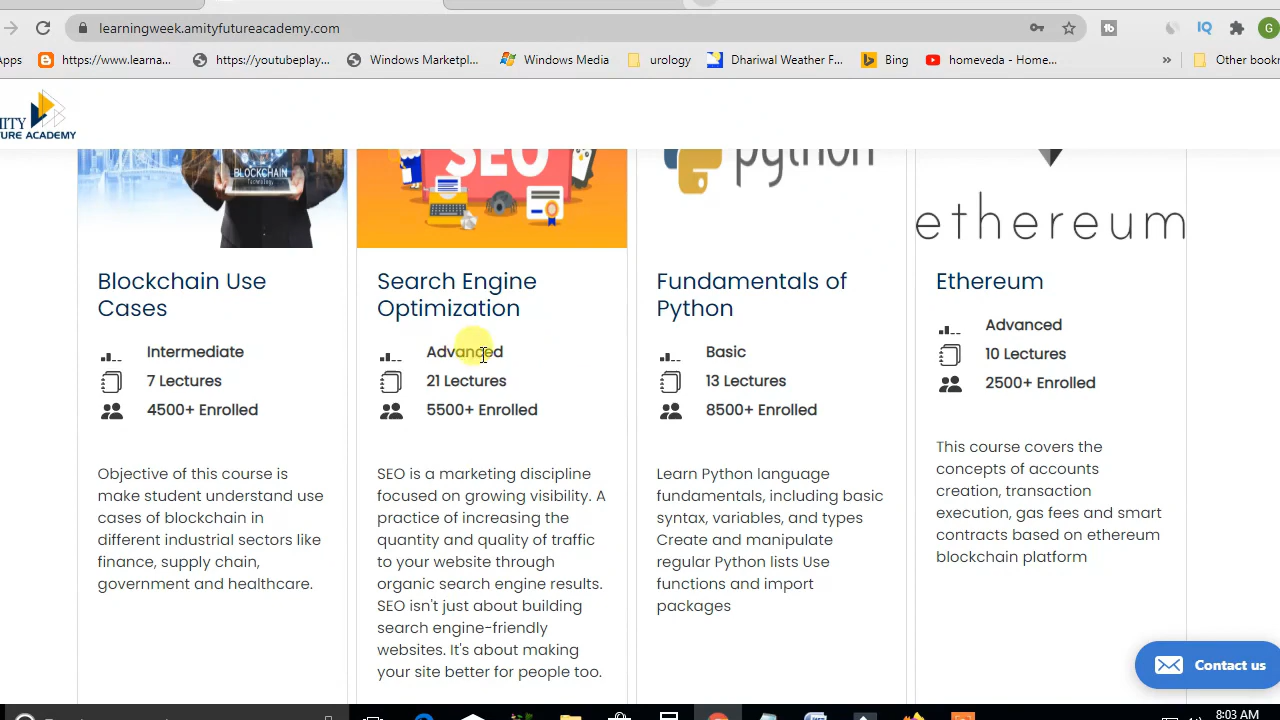 learningweek.amityfutureacademy.com
G
Apps
https://www.learna...
https://youtubeplay...
Windows Marketpl...
Windows Media
urology
Dhariwal Weather F...
Bing
homeveda - Home...
»
Other book
ITY
URE ACADEMY
BLOCKCHAIN
Technology
SEO
python
ethereum
Blockchain Use
Cases
Intermediate
7 Lectures
4500+ Enrolled
Objective of this course is
make student understand use
cases of blockchain in
different industrial sectors like
finance, supply chain,
government and healthcare.
Search Engine
Optimization
Advanced
21 Lectures
5500+ Enrolled
SEO is a marketing discipline
focused on growing visibility. A
practice of increasing the
quantity and quality of traffic
to your website through
organic search engine results.
SEO isn't just about building
search engine-friendly
websites. It's about making
your site better for people too.
Fundamentals of
Python
Basic
13 Lectures
8500+ Enrolled
Learn Python language
fundamentals, including basic
syntax, variables, and types
Create and manipulate
regular Python lists Use
functions and import
packages
Ethereum
Advanced
10 Lectures
2500+ Enrolled
This course covers the
concepts of accounts
creation, transaction
execution, gas fees and smart
contracts based on ethereum
blockchain platform
Contact us
8:03 AM